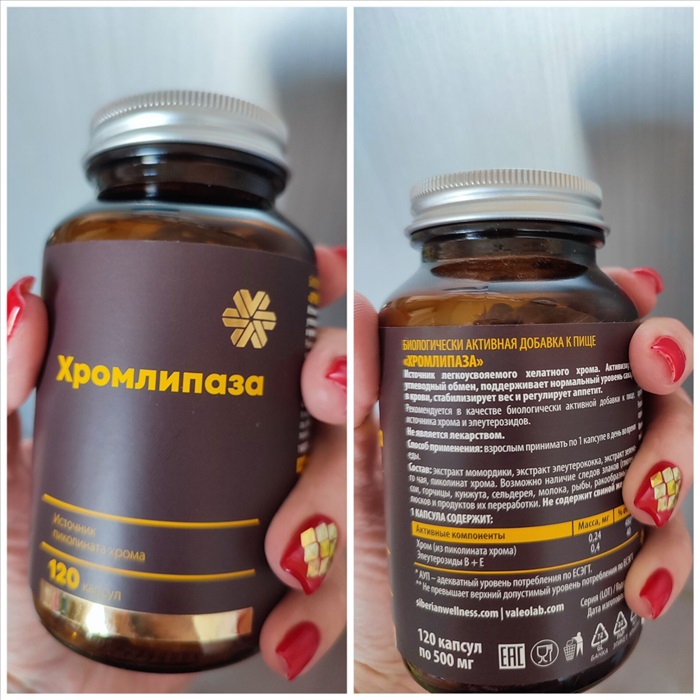 Хромлипаза
Источник
пиколината хрома
120 капсул
БИОЛОГИЧЕСКИ АКТИВНАЯ ДОБАВКА К ПИЩЕ
«ХРОМЛИПАЗА»
Источник легкоусвояемого хелатного хрома.
углеводный обмен, поддерживает нормальный уровень
в крови, стабилизирует вес и регулирует аппетит.
Рекомендуется в качестве биологически активной добавки к пище
источника хрома и элеутерозидов.
Не является лекарством.
Способ применения: взрослым принимать по 1 капсуле в день во время
еды.
Состав: экстракт момордики, экстракт элеутерококка, экстракт
го чая, пиколинат хрома. Возможно наличие следов злаков
сои, горчицы, кунжута, сельдерея, молока, рыбы,
люсков и продуктов их переработки. Не содержит свиной
1 КАПСУЛА СОДЕРЖИТ:
Активные компоненты Масса, мг
Хром (из пиколината хрома) 0,24
Элеутерозиды B + E 0,4
* АУП – адекватный уровень потребления по ЕСЭГТ.
** Не превышает верхний допустимый уровень потребления по
siberianwellness.com | valeolab.com
Серия (LOT) /
Дата
120 капсул
по 500 мг
EAC